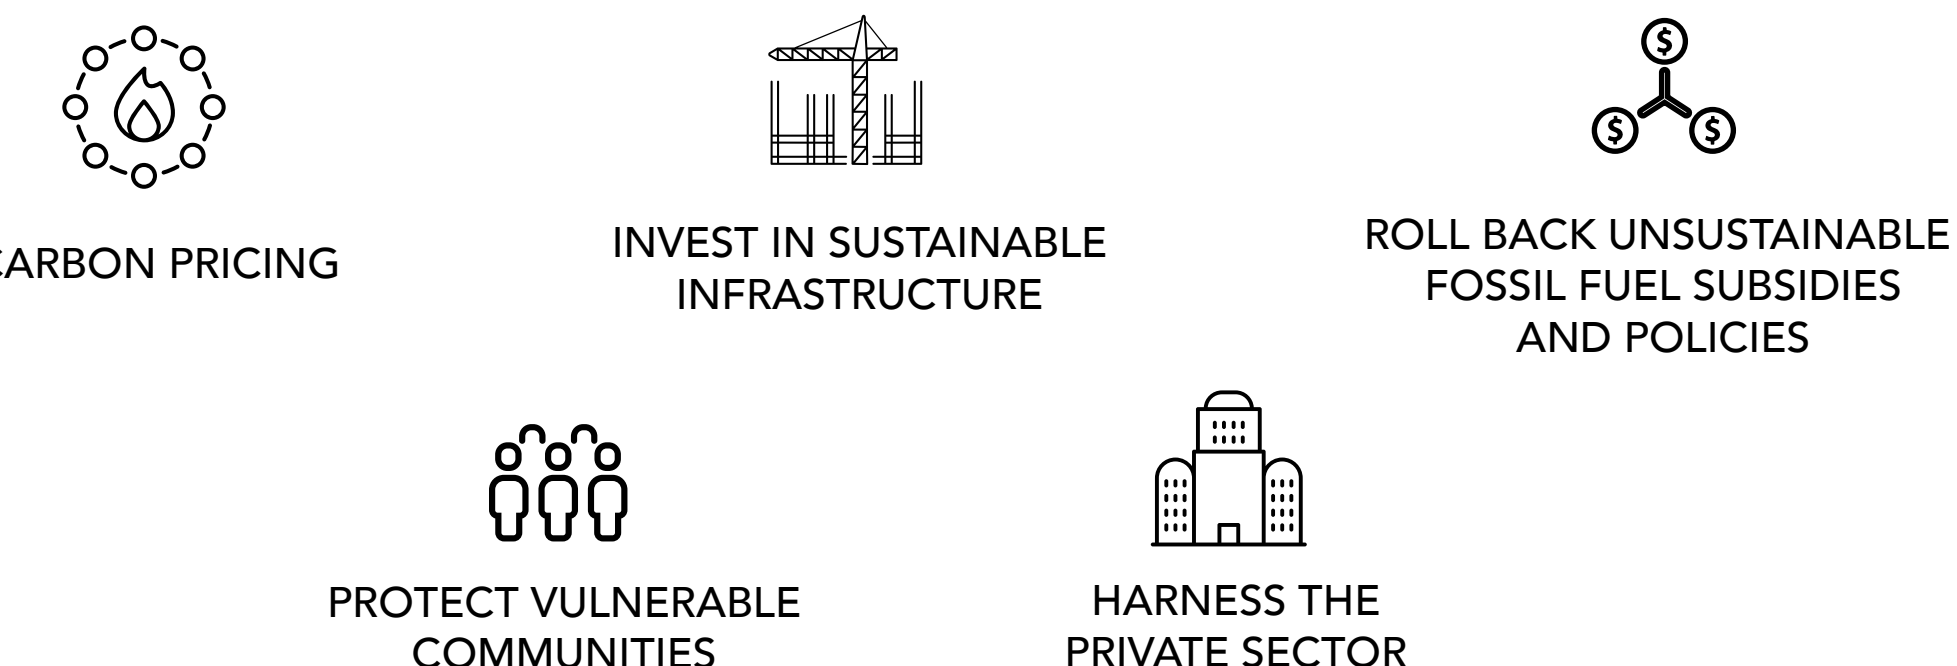 CARBON PRICING
INVEST IN SUSTAINABLE
INFRASTRUCTURE
ROLL BACK UNSUSTAINABLE
FOSSIL FUEL SUBSIDIES
AND POLICIES
PROTECT VULNERABLE
COMMUNITIES
HARNESS THE
PRIVATE SECTOR